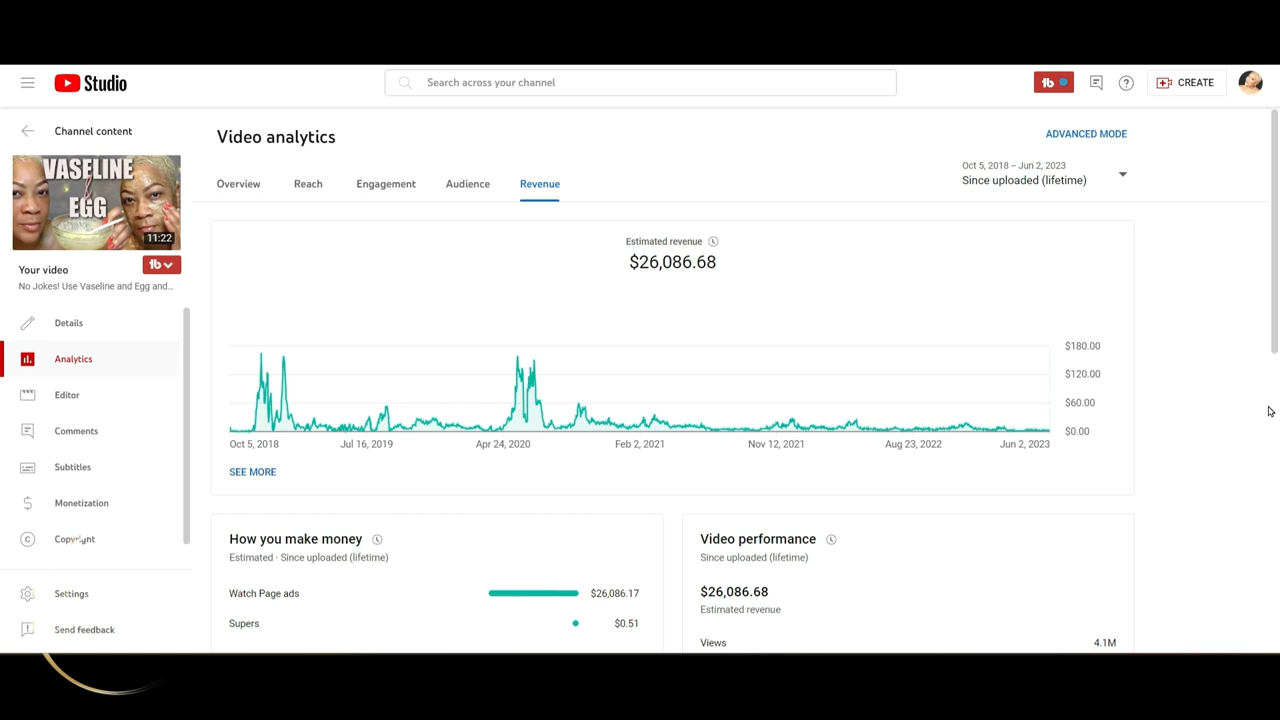 Studio
Search across your channel
tb
CREATE
Channel content
VASELINE
EGG
11:22
Your video
tb
No Jokes! Use Vaseline and Egg and...
Details
Analytics
Editor
Comments
Subtitles
Monetization
Copyright
Settings
Send feedback
Video analytics
ADVANCED MODE
Oct 5, 2018 – Jun 2, 2023
Since uploaded (lifetime)
Overview Reach Engagement Audience Revenue
Estimated revenue
$26,086.68
$180.00
$120.00
$60.00
$0.00
Oct 5, 2018 Jul 16, 2019 Apr 24, 2020 Feb 2, 2021 Nov 12, 2021 Aug 23, 2022 Jun 2, 2023
SEE MORE
How you make money
Estimated · Since uploaded (lifetime)
Watch Page ads $26,086.17
Supers $0.51
Video performance
Since uploaded (lifetime)
$26,086.68
Estimated revenue
Views 4.1M